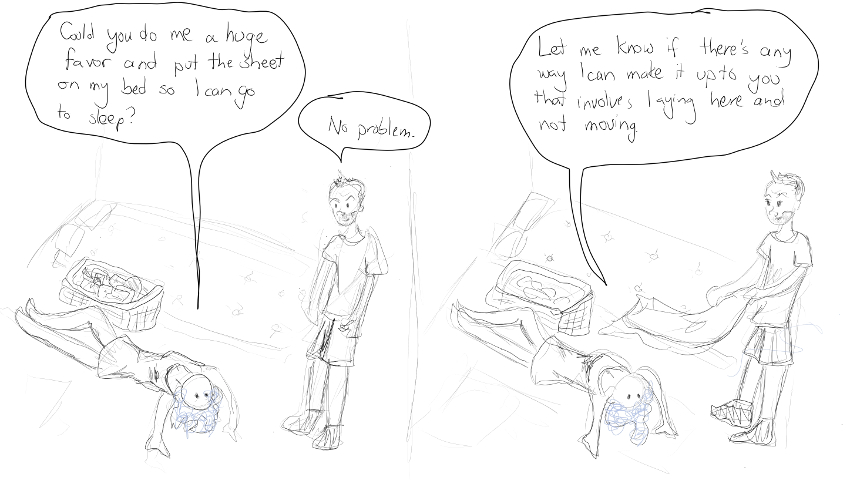 Could you do me a huge
favor and put the sheet
on my bed so I can go
to sleep?
No problem.
Let me know if there's any
way I can make it upto you
that involves laying here and
not moving